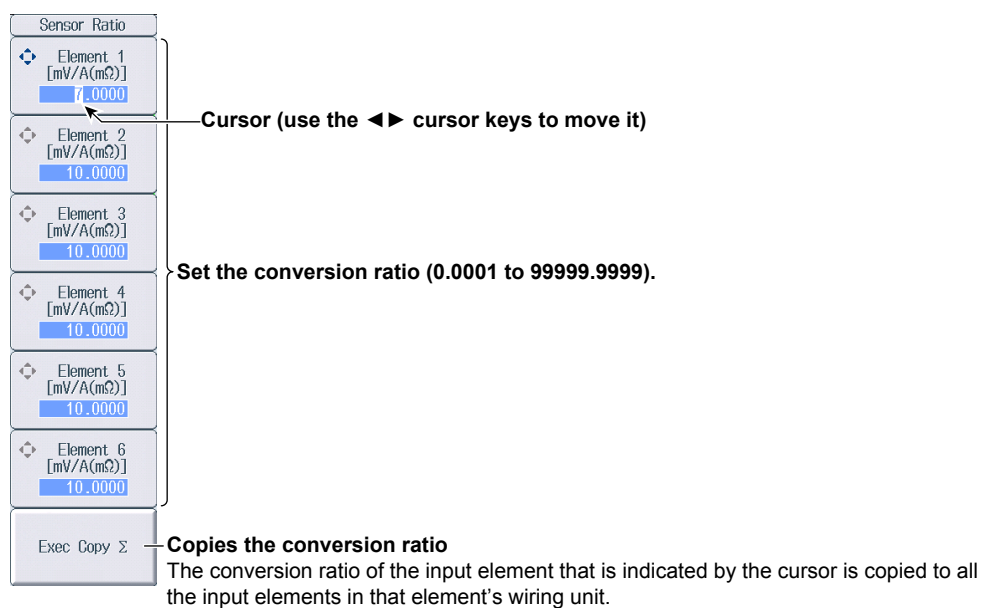 Sensor Ratio
Element 1
[mV/A(mΩ)]
7.0000
Cursor (use the ◄► cursor keys to move it)
Element 2
[mV/A(mΩ)]
10.0000
Element 3
[mV/A(mΩ)]
10.0000
Set the conversion ratio (0.0001 to 99999.9999).
Element 4
[mV/A(mΩ)]
10.0000
Element 5
[mV/A(mΩ)]
10.0000
Element 6
[mV/A(mΩ)]
10.0000
Exec Copy Σ
Copies the conversion ratio
The conversion ratio of the input element that is indicated by the cursor is copied to all
the input elements in that element's wiring unit.